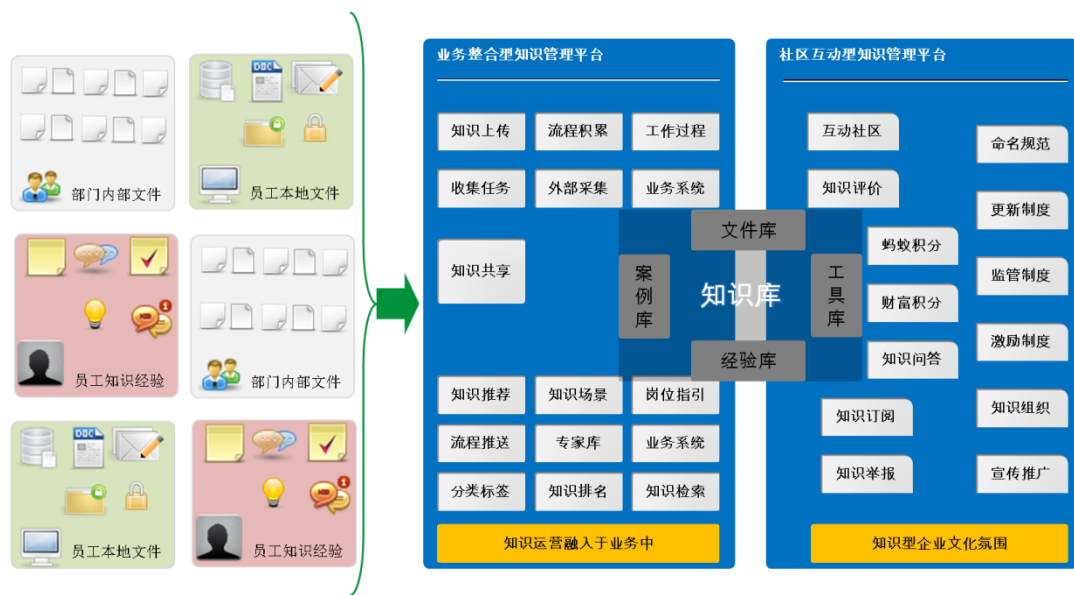 部门内部文件
DOC
员工本地文件
员工知识经验
1
部门内部文件
DOC
员工本地文件
1
员工知识经验
业务整合型知识管理平台
知识上传
流程积累
工作过程
收集任务
外部采集
业务系统
知识共享
知识推荐
知识场景
岗位指引
流程推送
专家库
业务系统
分类标签
知识排名
知识检索
知识运营融入于业务中
文件库
案例库
知识库
工具库
经验库
社区互动型知识管理平台
互动社区
知识评价
蚂蚁积分
财富积分
知识问答
知识订阅
知识举报
命名规范
更新制度
监管制度
激励制度
知识组织
宣传推广
知识型企业文化氛围